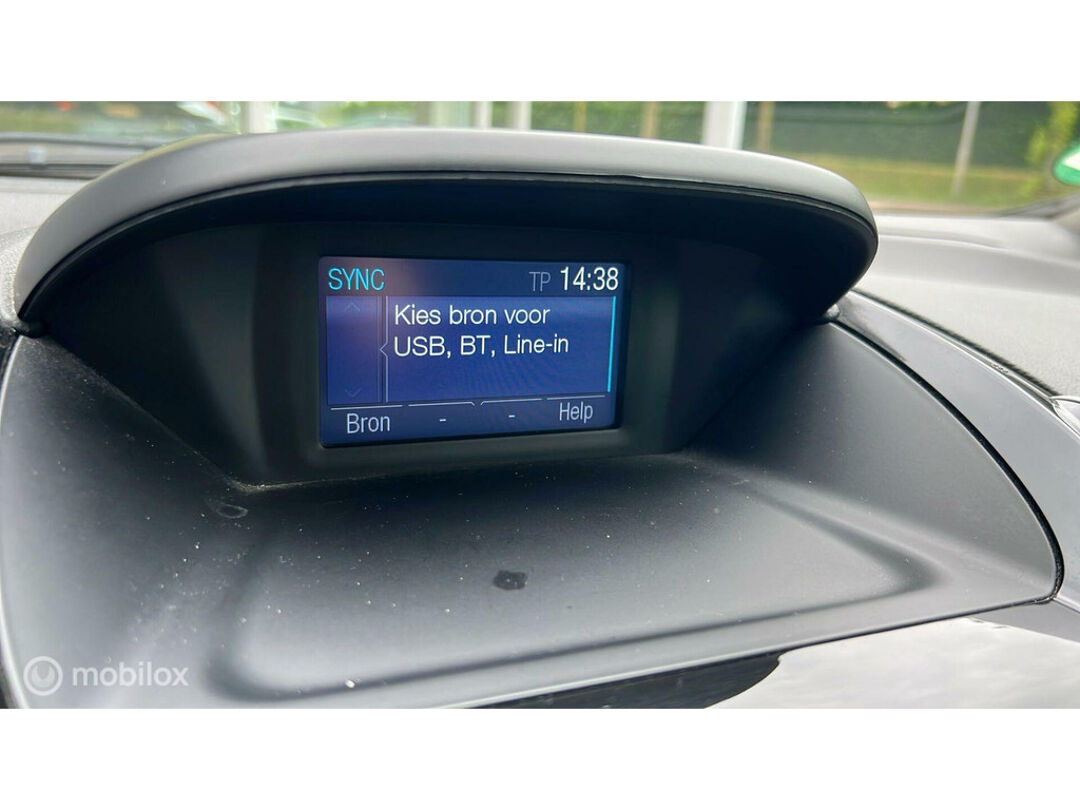 SYNC TP 14:38
Kies bron voor
USB, BT, Line-in
Bron - - Help
mobilox